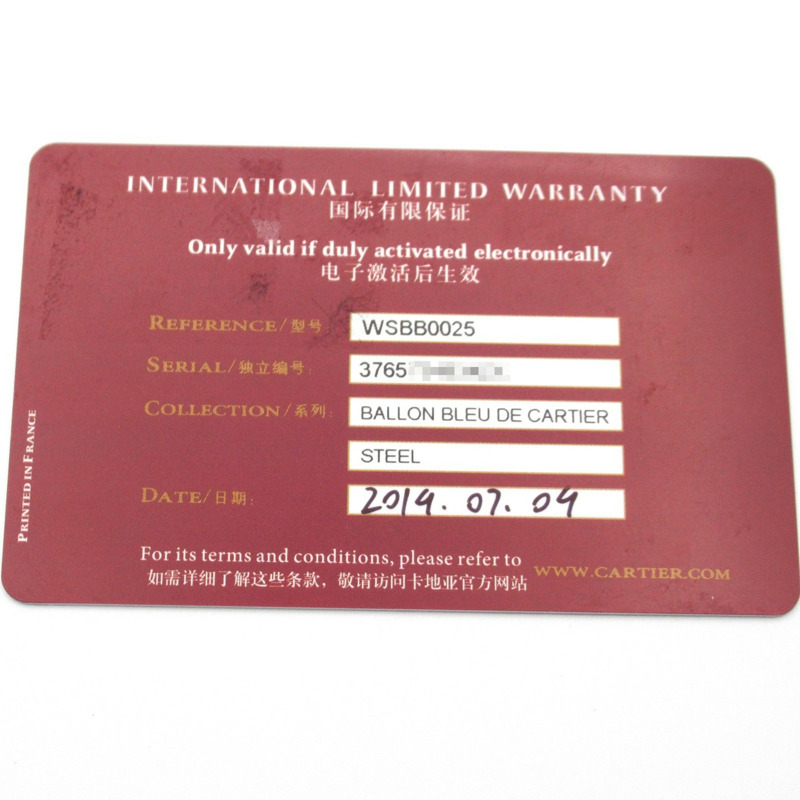 INTERNATIONAL LIMITED WARRANTY
国际有限保证
Only valid if duly activated electronically
电子激活后生效
REFERENCE/型号: WSBB0025
SERIAL/独立编号: 3765
COLLECTION/系列: BALLON BLEU DE CARTIER
STEEL
DATE/日期: 2019.07.09
For its terms and conditions, please refer to
如需详细了解这些条款，敬请访问卡地亚官方网站
WWW.CARTIER.COM
PRINTED IN FRANCE